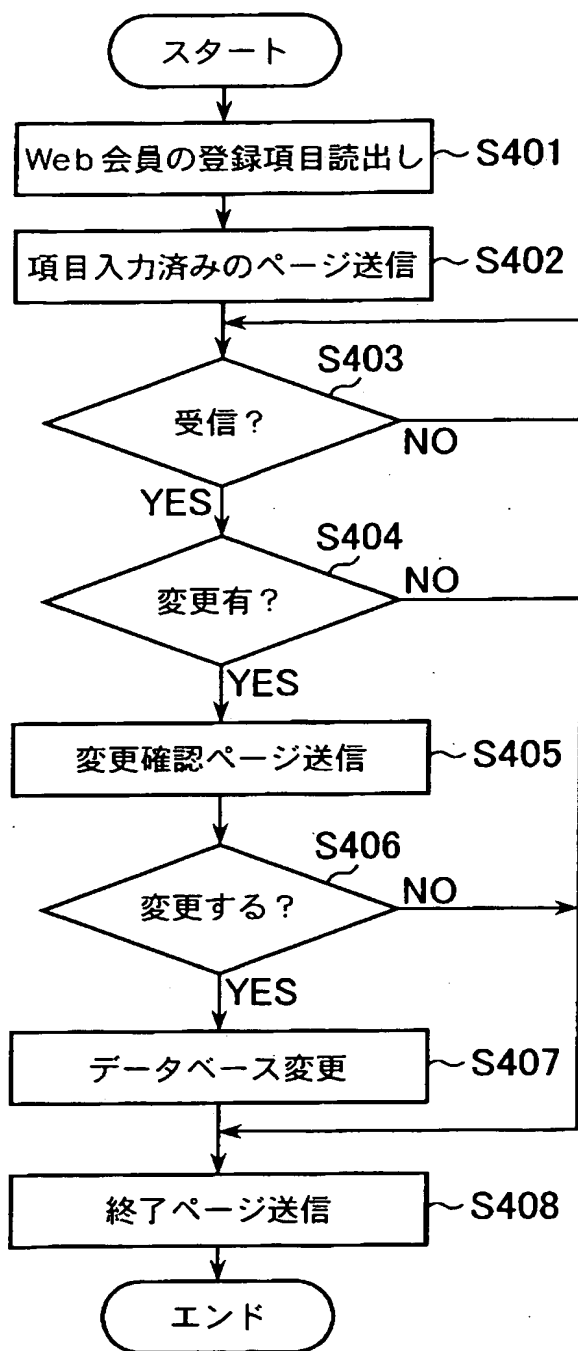 スタート
Web会員の登録項目読出し
S401
項目入力済みのページ送信
S402
S403
受信？
NO
YES
S404
変更有？
NO
YES
変更確認ページ送信
S405
S406
変更する？
NO
YES
データベース変更
S407
終了ページ送信
S408
エンド